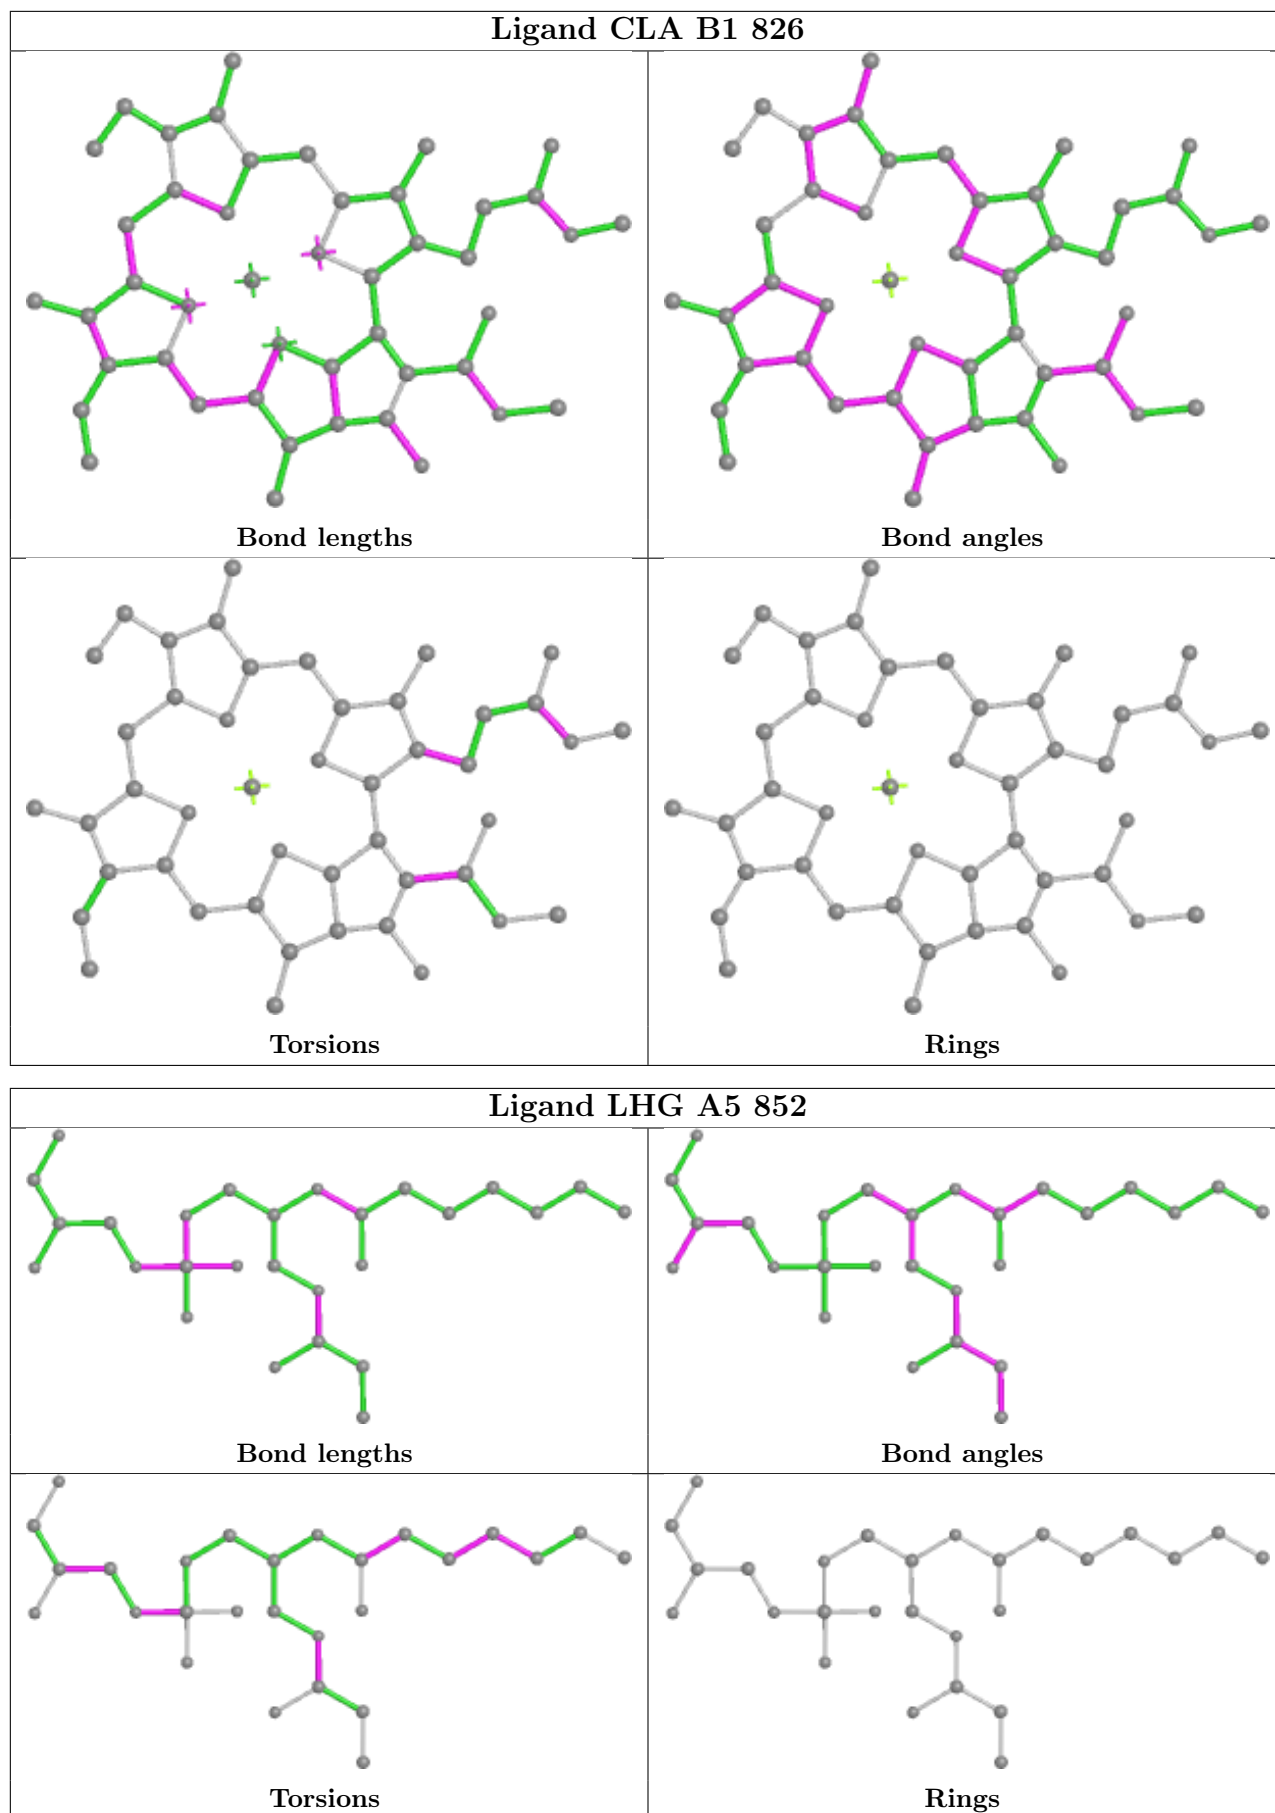 Ligand CLA B1 826
Bond lengths
Bond angles
Torsions
Rings
Ligand LHG A5 852
Bond lengths
Bond angles
Torsions
Rings